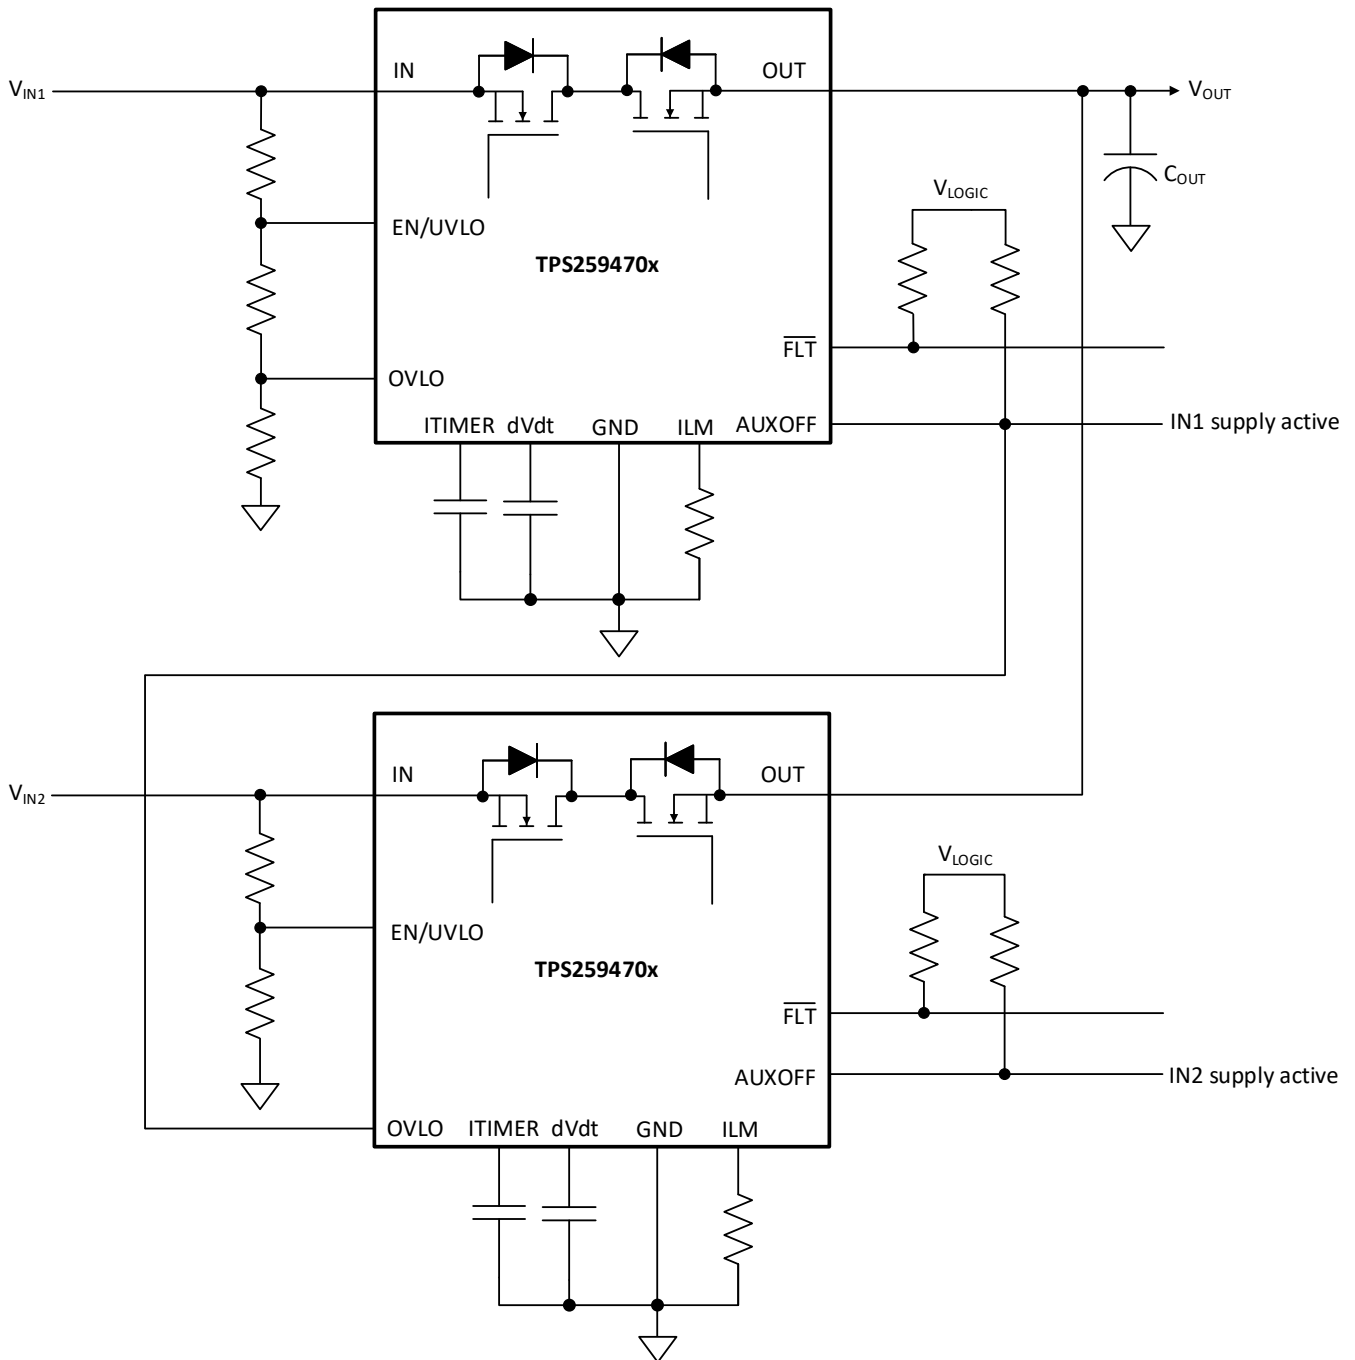 IN
OUT
VIN1
VOUT
COUT
VLOGIC
EN/UVLO
TPS259470x
FLT
OVLO
ITIMER dVdt GND ILM AUXOFF
IN1 supply active
IN
OUT
VIN2
VLOGIC
EN/UVLO
TPS259470x
FLT
AUXOFF
IN2 supply active
OVLO ITIMER dVdt GND ILM